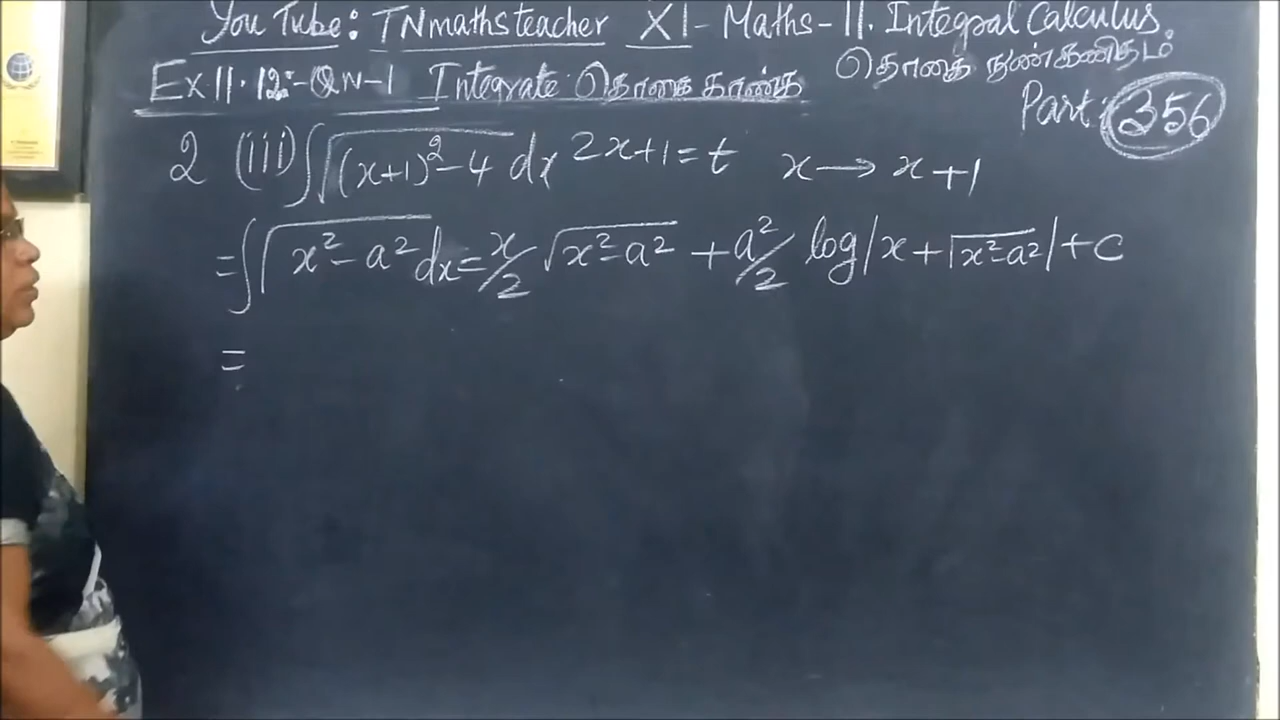 You Tube: TNmathsteacher XI - Maths - 11. Integral Calculus.
தொகை நுண்கணிதம்
Ex 11.12:-QN-1 Integrate தொகை காண்க
Part: 356
2 (iii) ∫√(x+1)²-4 dx 2x+1=t x → x+1
= ∫√x²-a² dx = x/2 √x²-a² + a²/2 log|x+√x²-a²|+c
=